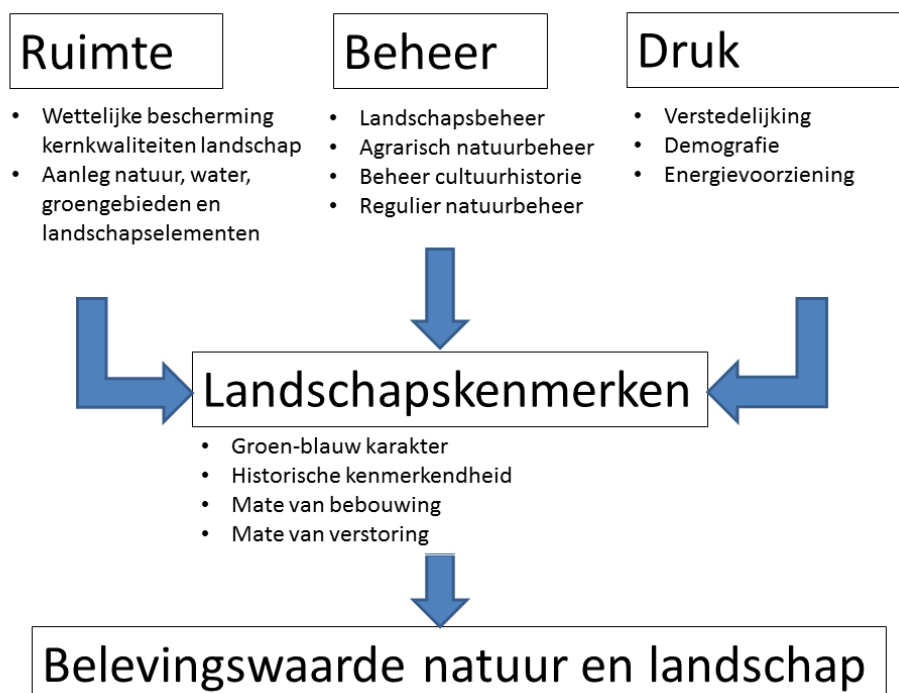 Ruimte
• Wettelijke bescherming
kernkwaliteiten landschap
• Aanleg natuur, water,
groengebieden en
landschapselementen
Beheer
• Landschapsbeheer
• Agrarisch natuurbeheer
• Beheer cultuurhistorie
• Regulier natuurbeheer
Druk
• Verstedelijking
• Demografie
• Energievoorziening
Landschapskenmerken
• Groen-blauw karakter
• Historische kenmerkendheid
• Mate van bebouwing
• Mate van verstoring
Belevingswaarde natuur en landschap